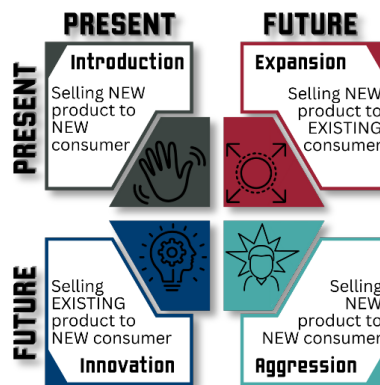 PRESENT
FUTURE
PRESENT
Introduction
Selling NEW
product to
NEW
consumer
Expansion
Selling NEW
product to
EXISTING
consumer
FUTURE
Selling
EXISTING
product to
NEW consumer
Innovation
Selling
NEW
product to
NEW consumer
Aggression